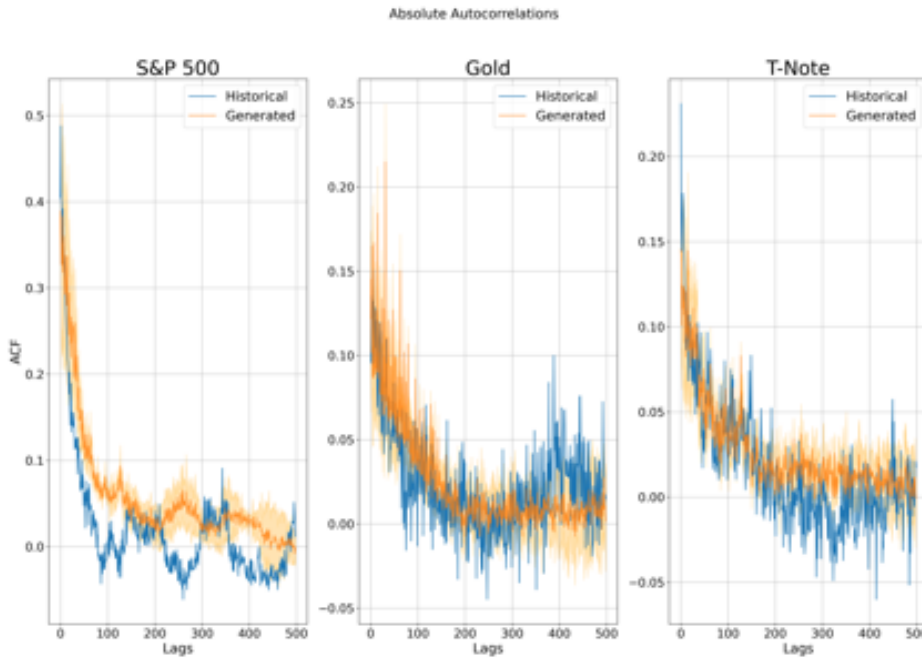 Absolute Autocorrelations
S&P 500
Gold
T-Note
Historical
Generated
Historical
Generated
Historical
Generated
ACF
0.5
0.4
0.3
0.2
0.1
0.0
0.25
0.20
0.15
0.10
0.05
0.00
−0.05
0.20
0.15
0.10
0.05
0.00
−0.05
0 100 200 300 400 500
0 100 200 300 400 500
0 100 200 300 400 500
Lags
Lags
Lags